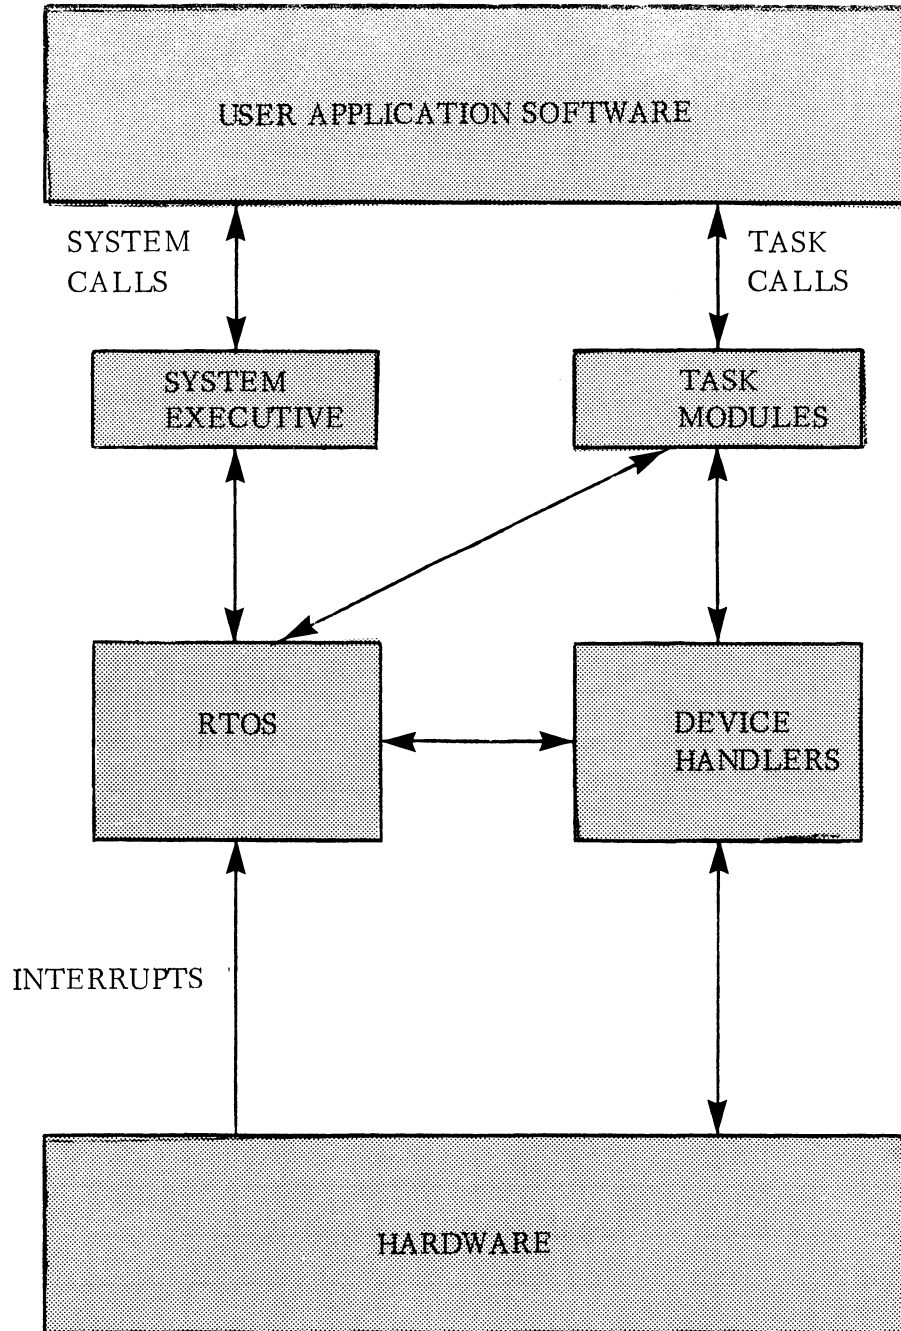 USER APPLICATION SOFTWARE
SYSTEM
CALLS
TASK
CALLS
SYSTEM
EXECUTIVE
TASK
MODULES
RTOS
DEVICE
HANDLERS
INTERRUPTS
HARDWARE